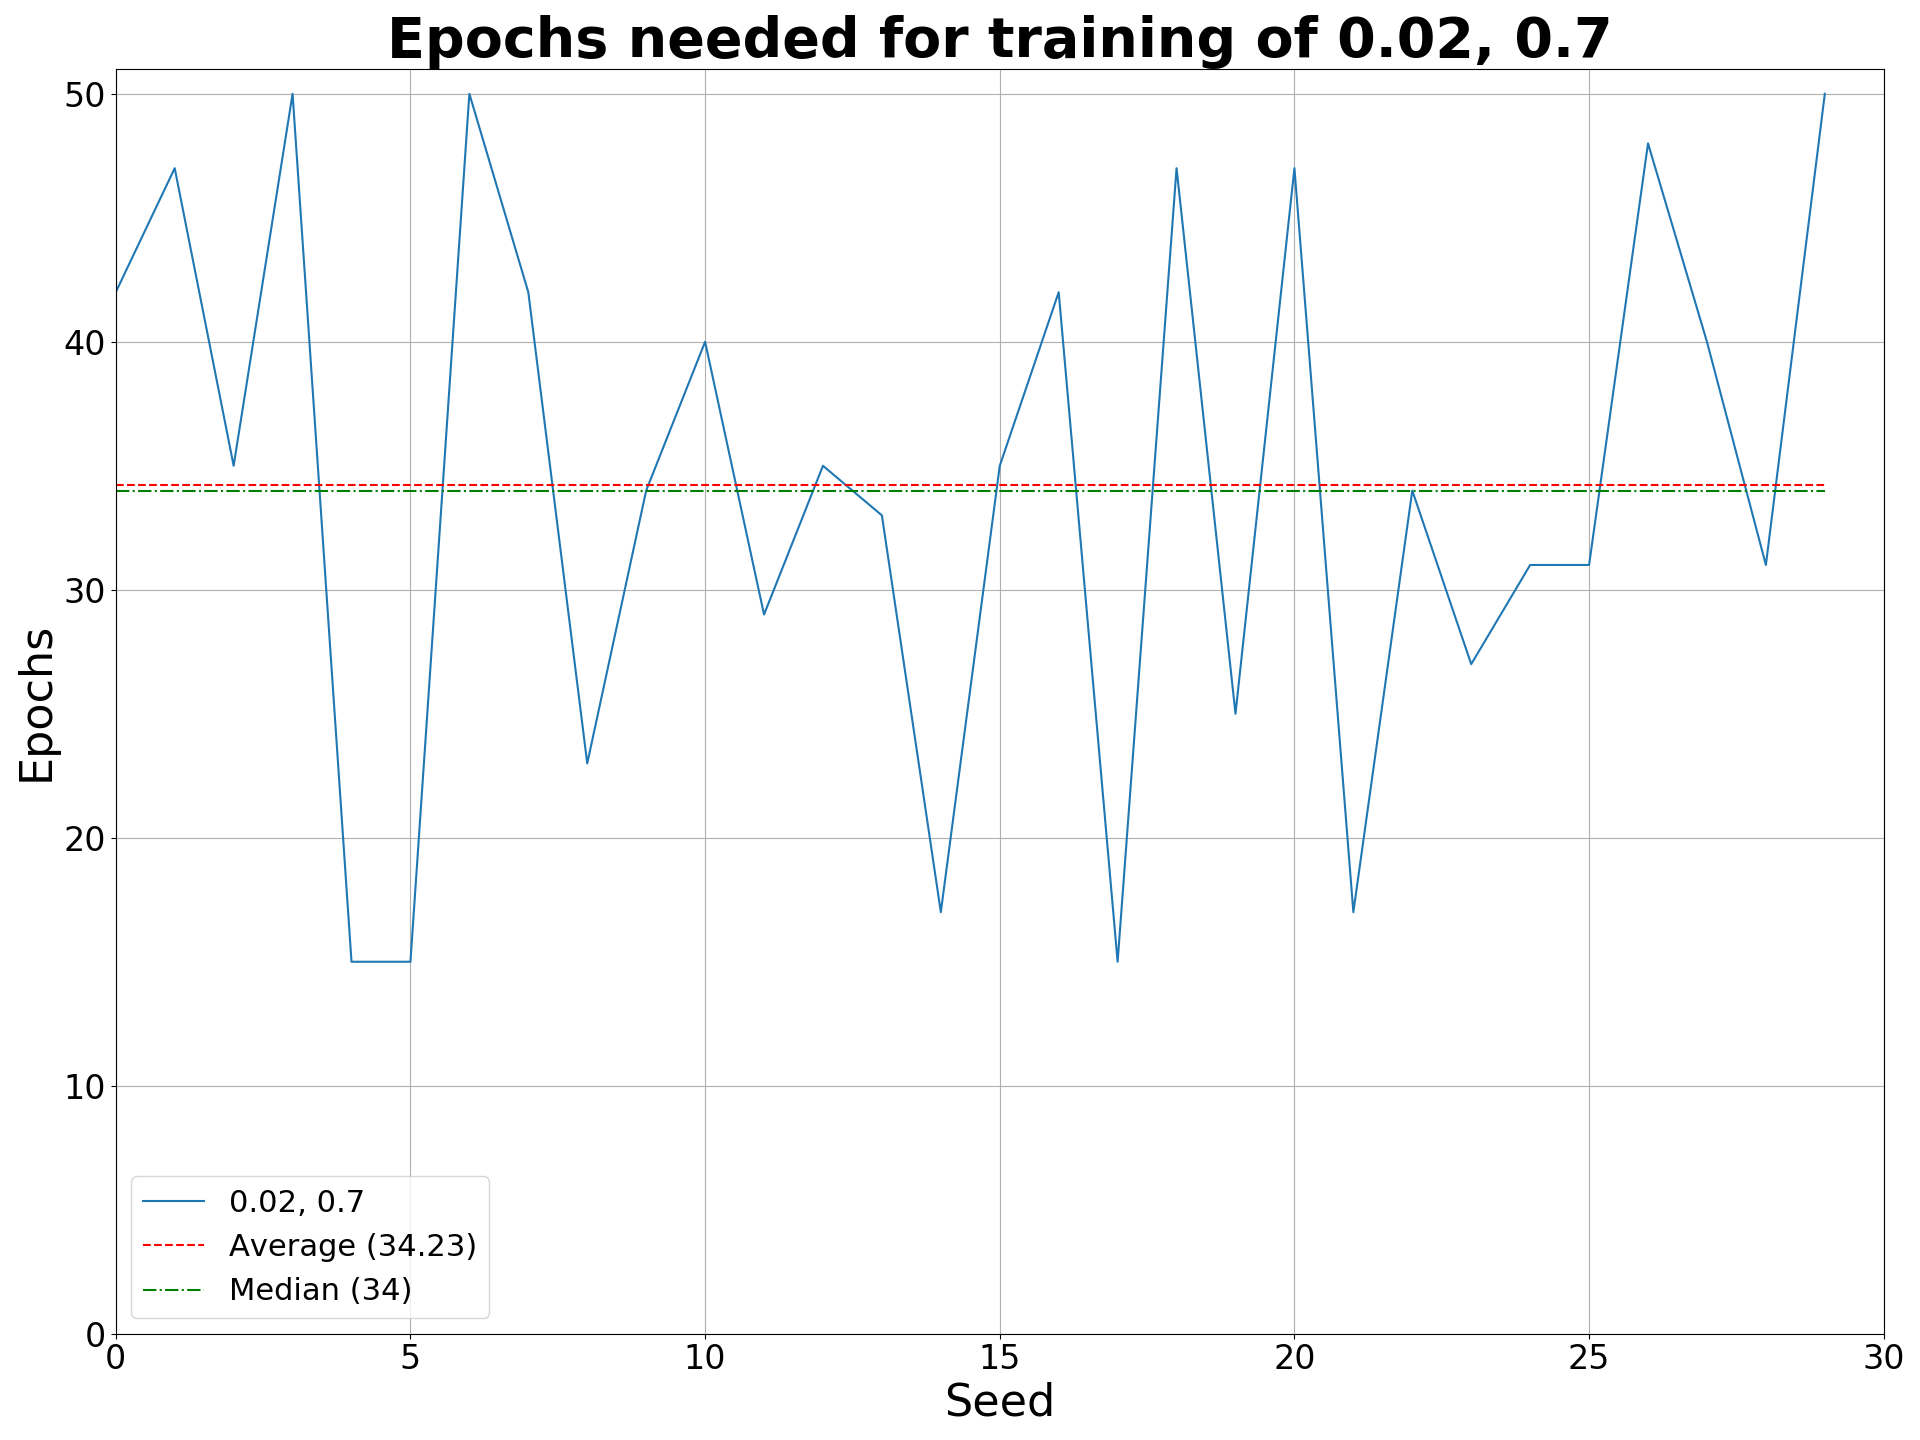 Epochs needed for training of 0.02, 0.7
50
40
30
20
10
0
Epochs
0.02, 0.7
Average (34.23)
Median (34)
0 5 10 15 20 25 30
Seed